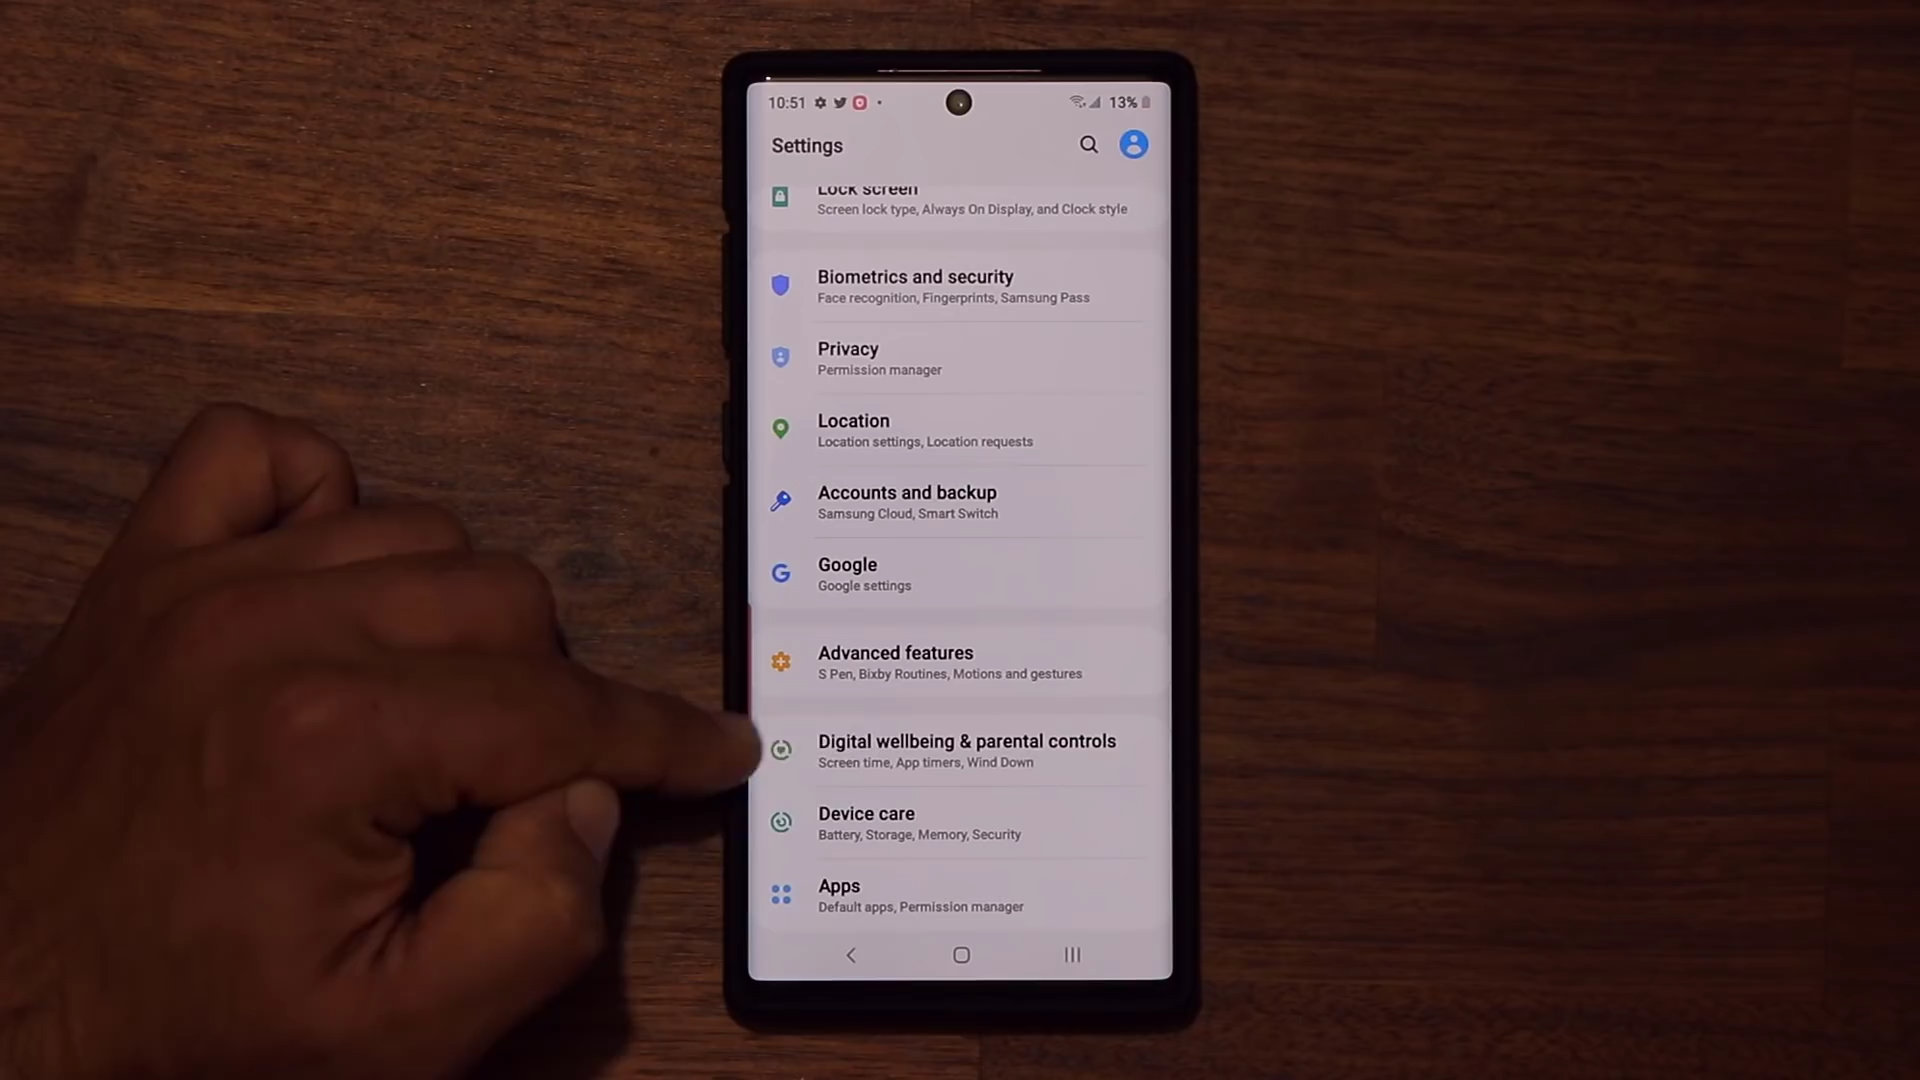 10:51 13%
Settings
Lock screen
Screen lock type, Always On Display, and Clock style
Biometrics and security
Face recognition, Fingerprints, Samsung Pass
Privacy
Permission manager
Location
Location settings, Location requests
Accounts and backup
Samsung Cloud, Smart Switch
Google
Google settings
Advanced features
S Pen, Bixby Routines, Motions and gestures
Digital wellbeing & parental controls
Screen time, App timers, Wind Down
Device care
Battery, Storage, Memory, Security
Apps
Default apps, Permission manager